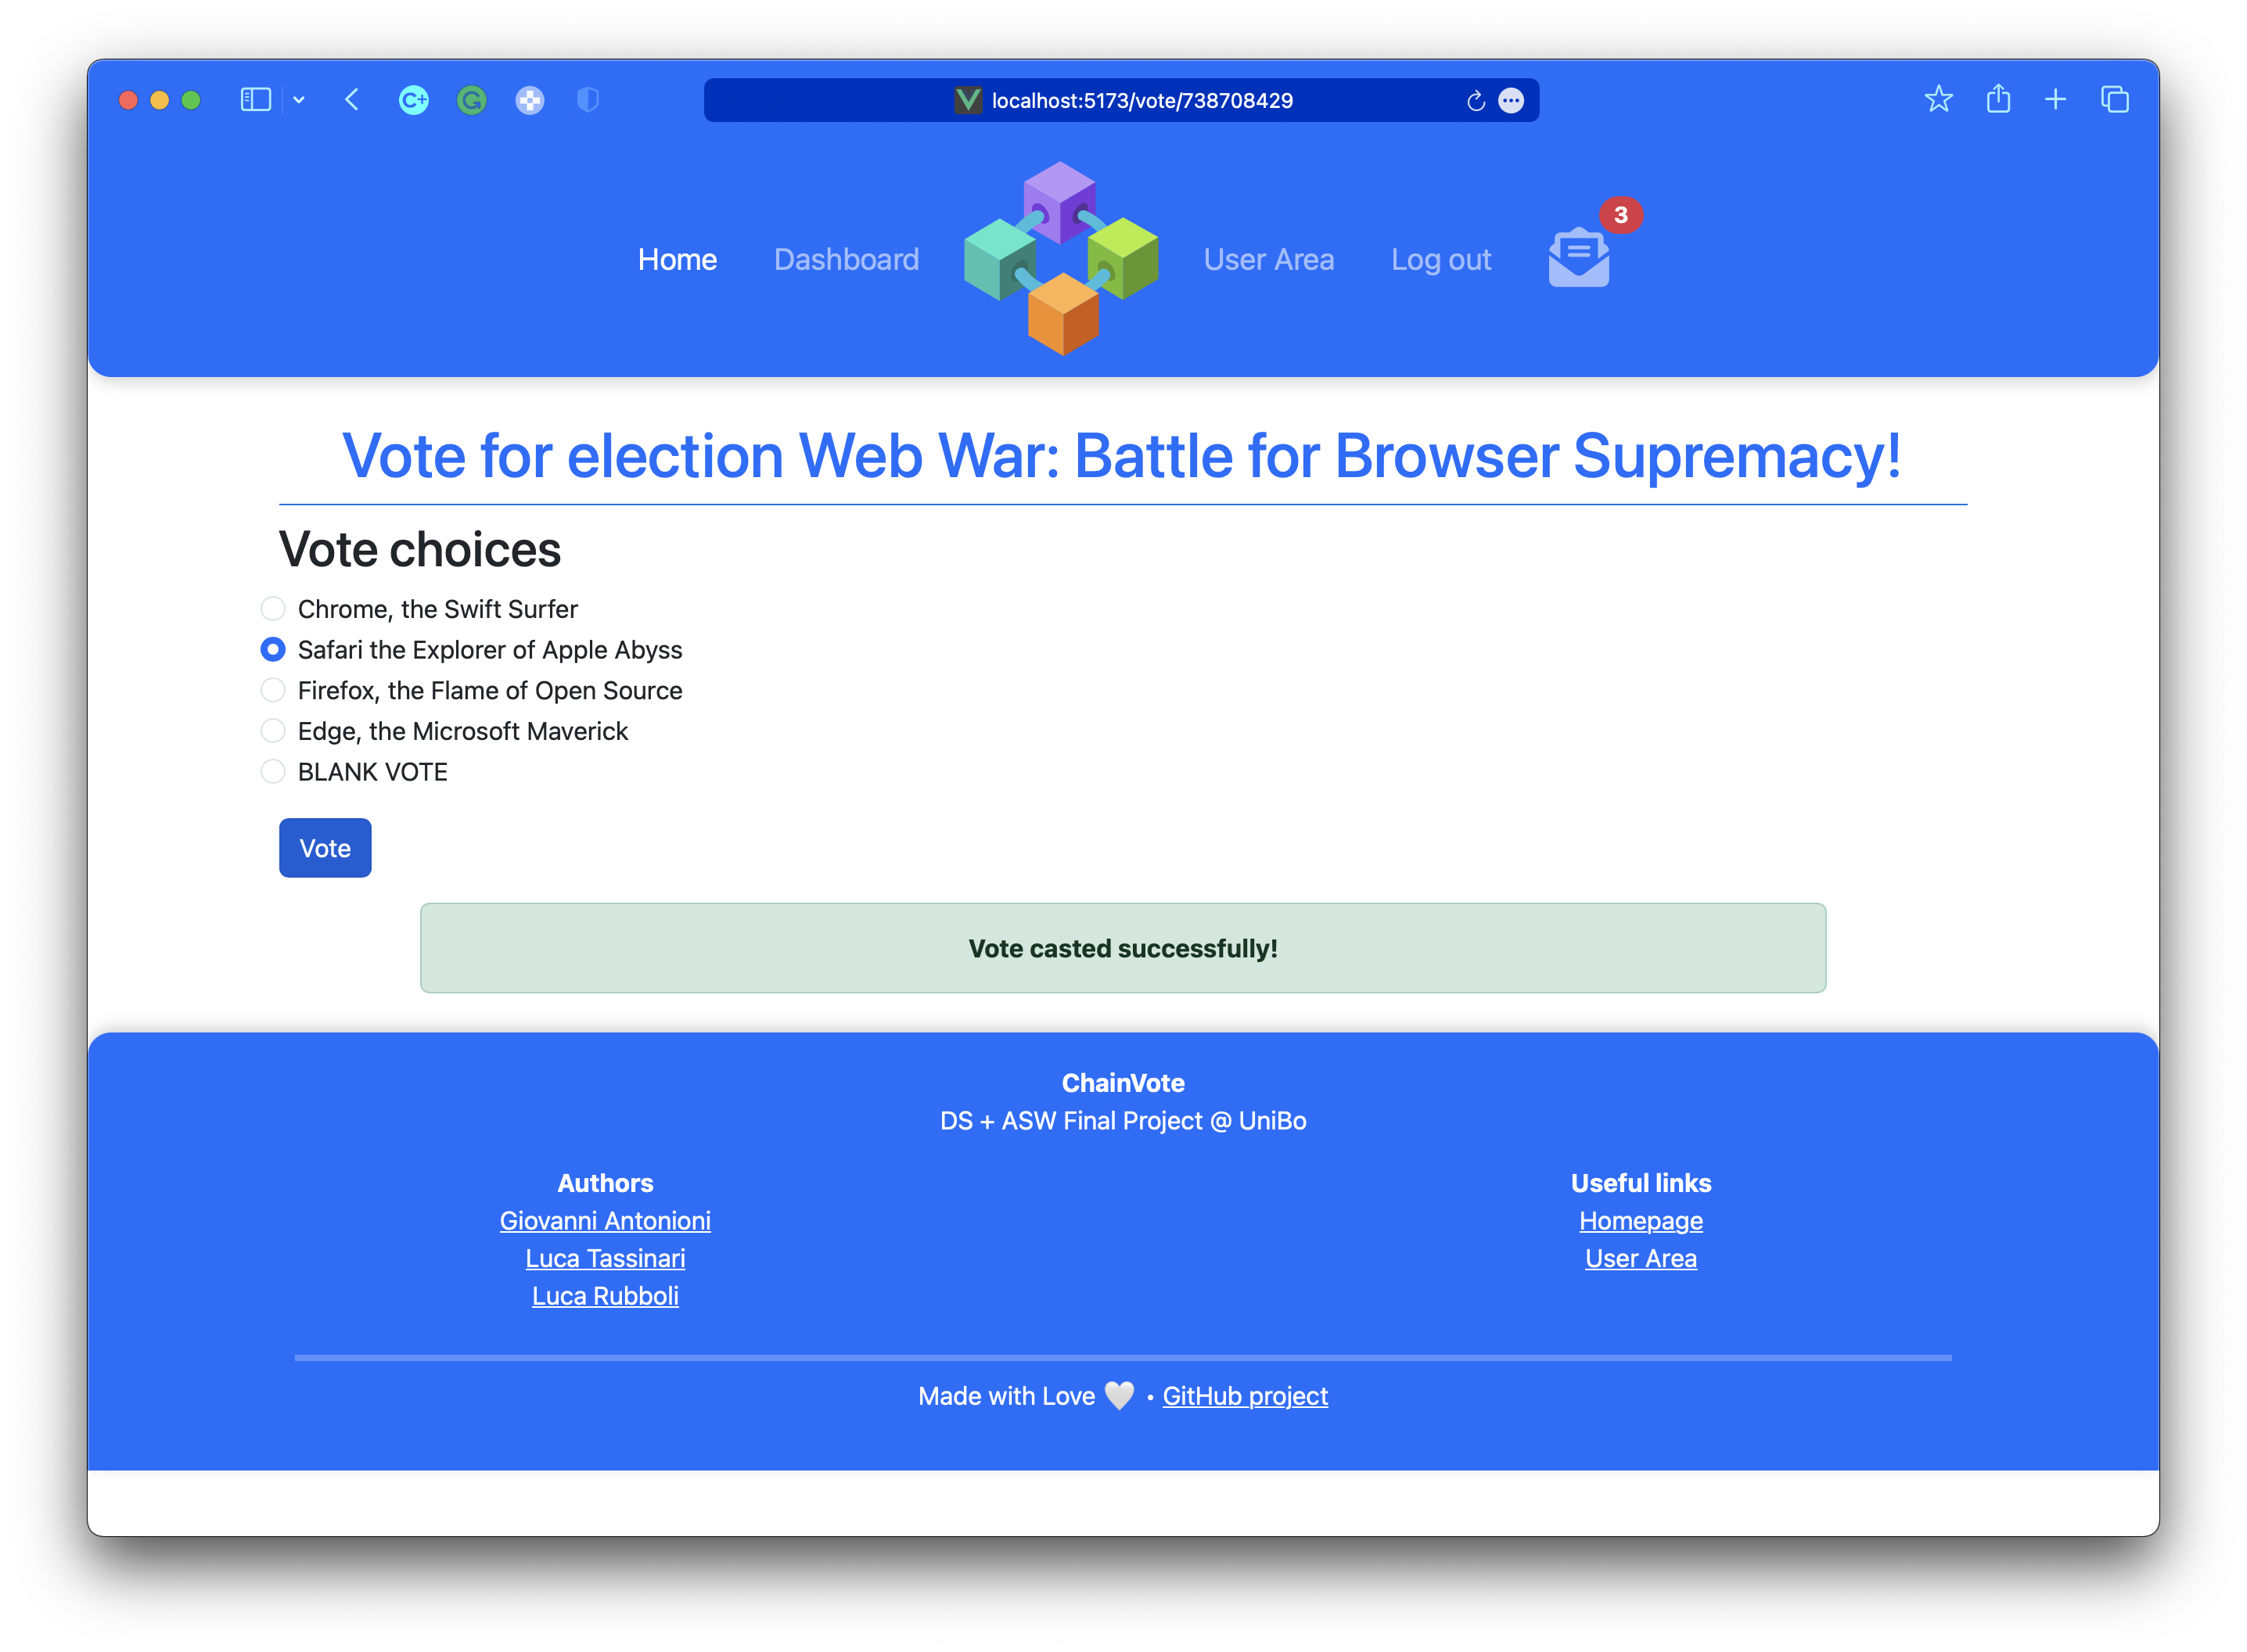 localhost:5173/vote/738708429
3
Home Dashboard User Area Log out
Vote for election Web War: Battle for Browser Supremacy!
Vote choices
Chrome, the Swift Surfer
Safari the Explorer of Apple Abyss
Firefox, the Flame of Open Source
Edge, the Microsoft Maverick
BLANK VOTE
Vote
Vote casted successfully!
ChainVote
DS + ASW Final Project @ UniBo
Authors
Giovanni Antonioni
Luca Tassinari
Luca Rubboli
Useful links
Homepage
User Area
Made with Love 🤍 • GitHub project